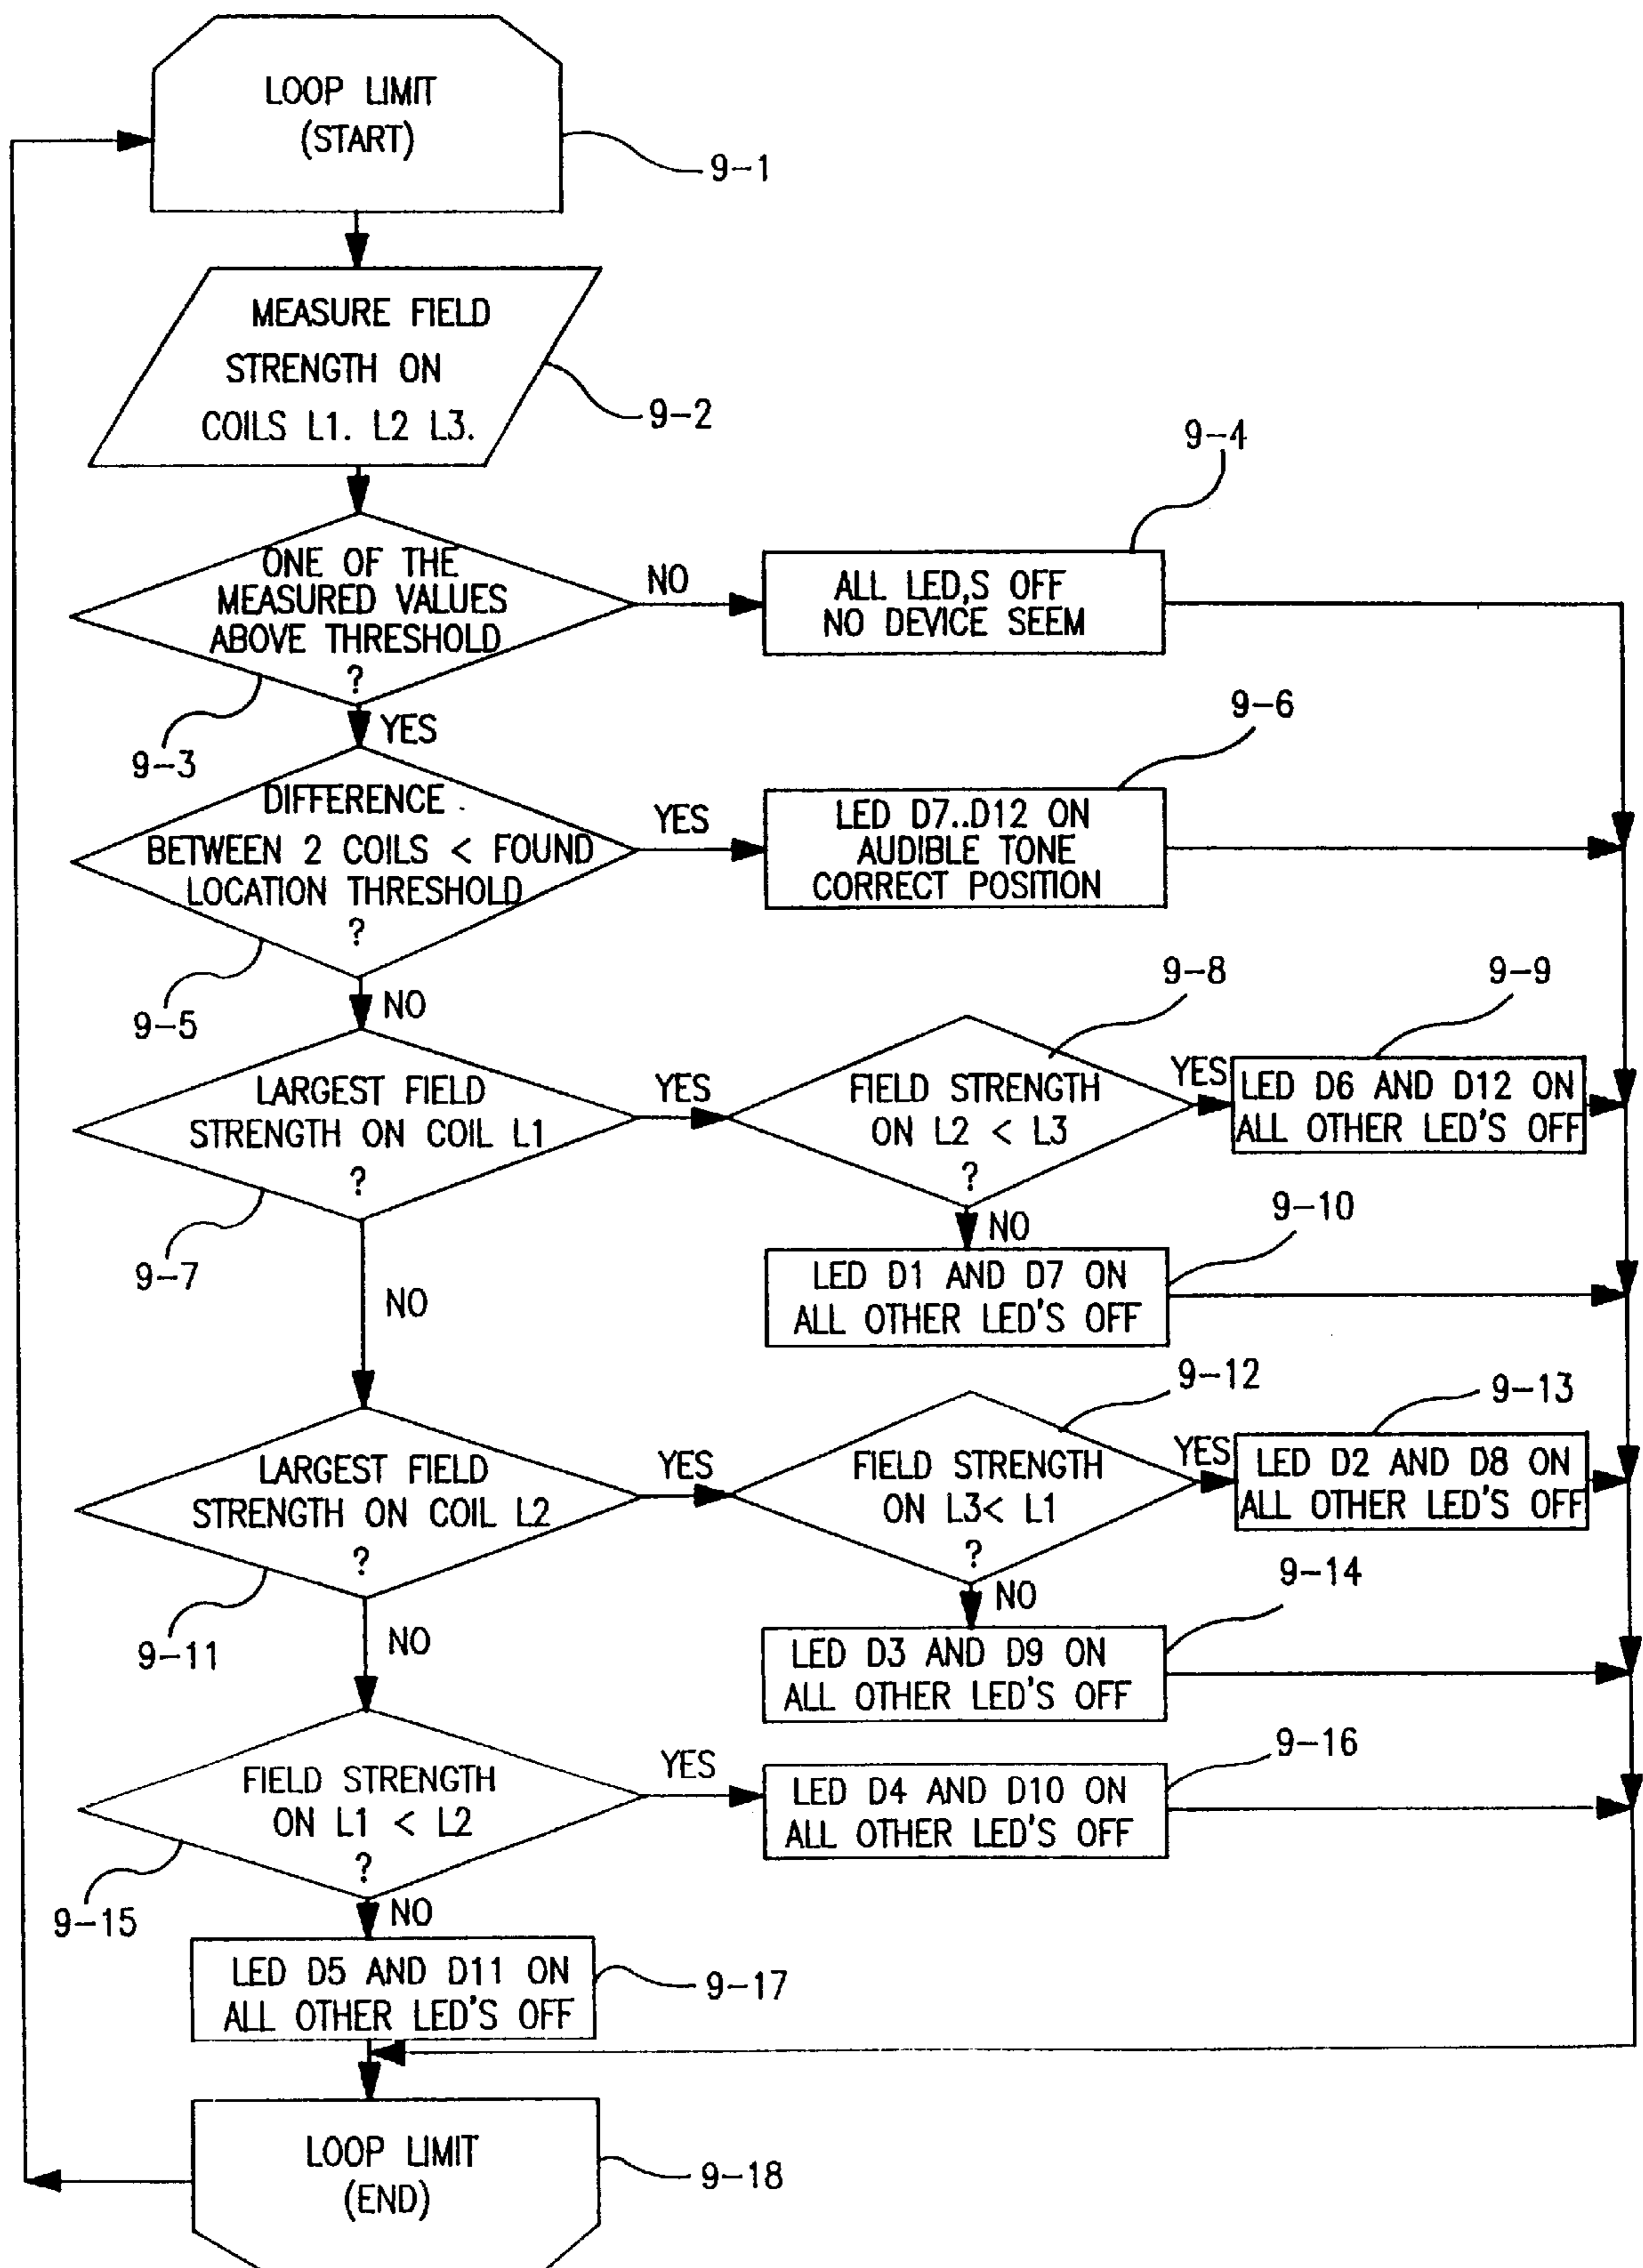 LOOP LIMIT
(START)
9-1
MEASURE FIELD
STRENGTH ON
COILS L1. L2 L3.
9-2
ONE OF THE
MEASURED VALUES
ABOVE THRESHOLD
?
9-3
NO
9-4
ALL LED,S OFF
NO DEVICE SEEM
YES
DIFFERENCE
BETWEEN 2 COILS < FOUND
LOCATION THRESHOLD
?
9-5
YES
9-6
LED D7..D12 ON
AUDIBLE TONE
CORRECT POSITION
NO
LARGEST FIELD
STRENGTH ON COIL L1
?
9-7
YES
9-8
FIELD STRENGTH
ON L2 < L3
?
YES
9-9
LED D6 AND D12 ON
ALL OTHER LED'S OFF
NO
9-10
LED D1 AND D7 ON
ALL OTHER LED'S OFF
NO
LARGEST FIELD
STRENGTH ON COIL L2
?
9-11
YES
9-12
FIELD STRENGTH
ON L3< L1
?
YES
9-13
LED D2 AND D8 ON
ALL OTHER LED'S OFF
NO
9-14
LED D3 AND D9 ON
ALL OTHER LED'S OFF
NO
FIELD STRENGTH
ON L1 < L2
?
9-15
YES
9-16
LED D4 AND D10 ON
ALL OTHER LED'S OFF
NO
LED D5 AND D11 ON
ALL OTHER LED'S OFF
9-17
LOOP LIMIT
(END)
9-18